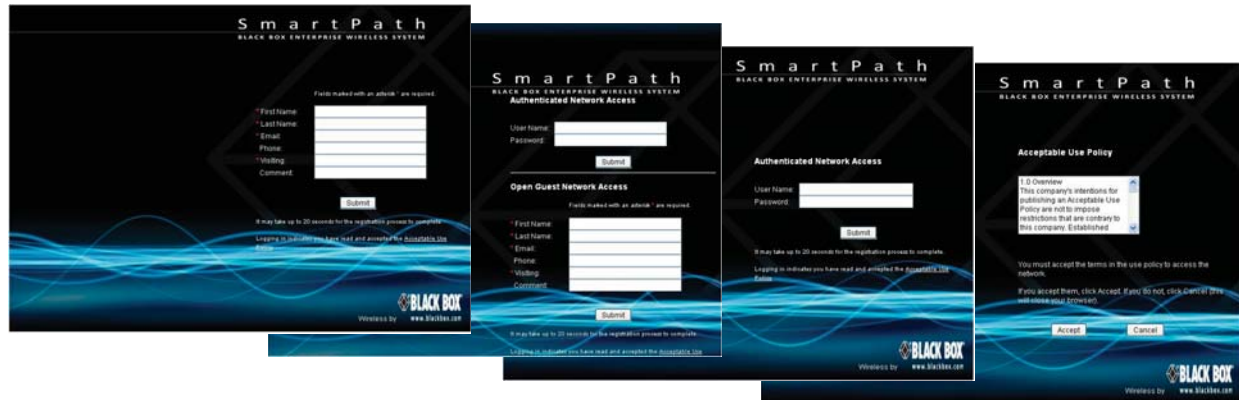 SmartPath
BLACK BOX ENTERPRISE WIRELESS SYSTEM
Fields marked with an asterisk * are required.
* First Name:
* Last Name:
* Email:
Phone:
* Visiting:
Comment:
Submit
It may take up to 20 seconds for the registration process to complete.
Logging in indicates you have read and accepted the Acceptable Use
Policy
BLACK BOX
Wireless by www.blackbox.com
SmartPath
BLACK BOX ENTERPRISE WIRELESS SYSTEM
Authenticated Network Access
User Name:
Password:
Submit
Open Guest Network Access
Fields marked with an asterisk * are required.
* First Name:
* Last Name:
* Email:
Phone:
* Visiting:
Comment:
Submit
It may take up to 20 seconds for the registration process to complete.
Logging in indicates you have read and accepted the Acceptable Use
SmartPath
BLACK BOX ENTERPRISE WIRELESS SYSTEM
Authenticated Network Access
User Name:
Password:
Submit
It may take up to 20 seconds for the registration process to complete.
Logging in indicates you have read and accepted the Acceptable Use
Policy
BLACK BOX
Wireless by www.blackbox.com
SmartPath
BLACK BOX ENTERPRISE WIRELESS SYSTEM
Acceptable Use Policy
1.0 Overview
This company's intentions for
publishing an Acceptable Use
Policy are not to impose
restrictions that are contrary to
this company. Established
You must accept the terms in the use policy to access the
network.
If you accept them, click Accept. If you do not, click Cancel (this
will close your browser).
Accept Cancel
BLACK BOX
Wireless by www.blackbox.com